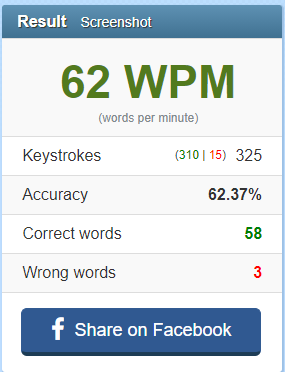 Result Screenshot
62 WPM
(words per minute)
Keystrokes (310 | 15) 325
Accuracy 62.37%
Correct words 58
Wrong words 3
f Share on Facebook